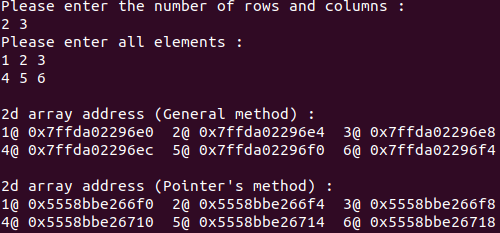 Please enter the number of rows and columns :
2 3
Please enter all elements :
1 2 3
4 5 6
2d array address (General method) :
1@ 0x7ffda02296e0  2@ 0x7ffda02296e4  3@ 0x7ffda02296e8
4@ 0x7ffda02296ec  5@ 0x7ffda02296f0  6@ 0x7ffda02296f4
2d array address (Pointer's method) :
1@ 0x5558bbe266f0  2@ 0x5558bbe266f4  3@ 0x5558bbe266f8
4@ 0x5558bbe26710  5@ 0x5558bbe26714  6@ 0x5558bbe26718